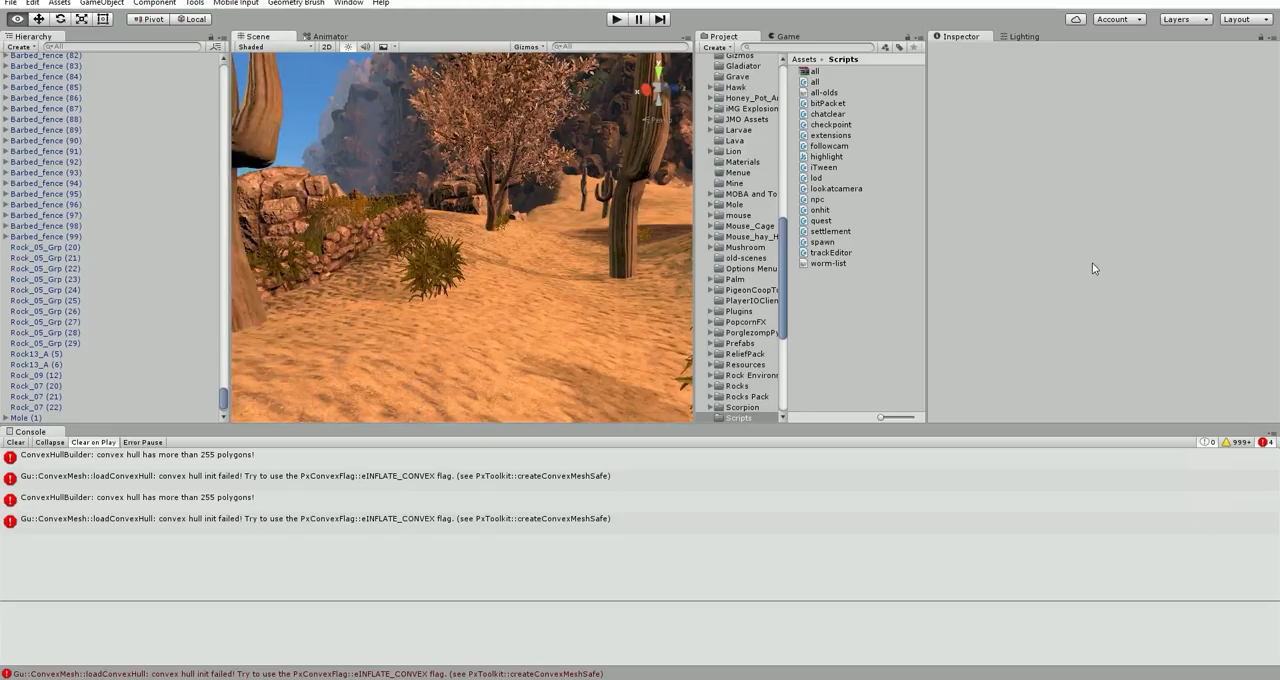 File Edit Assets GameObject Component Tools Mobile Input Geometry Brush Window Help
Pivot Local Account Layers Layout
Hierarchy
Create All
Barbed_fence (82)
Barbed_fence (83)
Barbed_fence (84)
Barbed_fence (85)
Barbed_fence (86)
Barbed_fence (87)
Barbed_fence (88)
Barbed_fence (89)
Barbed_fence (90)
Barbed_fence (91)
Barbed_fence (92)
Barbed_fence (93)
Barbed_fence (94)
Barbed_fence (95)
Barbed_fence (96)
Barbed_fence (97)
Barbed_fence (98)
Barbed_fence (99)
Rock_05_Grp (20)
Rock_05_Grp (21)
Rock_05_Grp (22)
Rock_05_Grp (23)
Rock_05_Grp (24)
Rock_05_Grp (25)
Rock_05_Grp (26)
Rock_05_Grp (27)
Rock_05_Grp (28)
Rock_05_Grp (29)
Rock13_A (5)
Rock13_A (6)
Rock_09 (12)
Rock_07 (20)
Rock_07 (21)
Rock_07 (22)
Mole (1)
Scene Animator
Shaded 2D Gizmos All
y
x
Project Game
Create
Gizmos
Gladiator
Grave
Hawk
Honey_Pot_Ar
iMG Explosion
JMO Assets
Larvae
Lava
Lion
Materials
Menue
Mine
MOBA and To
Mole
mouse
Mouse_Cage
Mouse_hay_H
Mushroom
old-scenes
Options Menu
Palm
PigeonCoopTo
PlayerIOClien
Plugins
PopcornFX
PorglezompPy
Prefabs
ReliefPack
Resources
Rock Environ
Rocks
Rocks Pack
Scorpion
Scripts
Assets Scripts
all
all
all-olds
bitPacket
chatclear
checkpoint
extensions
followcam
highlight
iTween
lod
lookatcamera
npc
onhit
quest
settlement
spawn
trackEditor
worm-list
Inspector Lighting
Console
Clear Collapse Clear on Play Error Pause 0 999+ 4
ConvexHullBuilder: convex hull has more than 255 polygons!
Gu::ConvexMesh::loadConvexHull: convex hull init failed! Try to use the PxConvexFlag::eINFLATE_CONVEX flag. (see PxToolkit::createConvexMeshSafe)
ConvexHullBuilder: convex hull has more than 255 polygons!
Gu::ConvexMesh::loadConvexHull: convex hull init failed! Try to use the PxConvexFlag::eINFLATE_CONVEX flag. (see PxToolkit::createConvexMeshSafe)
Gu::ConvexMesh::loadConvexHull: convex hull init failed! Try to use the PxConvexFlag::eINFLATE_CONVEX flag. (see PxToolkit::createConvexMeshSafe)